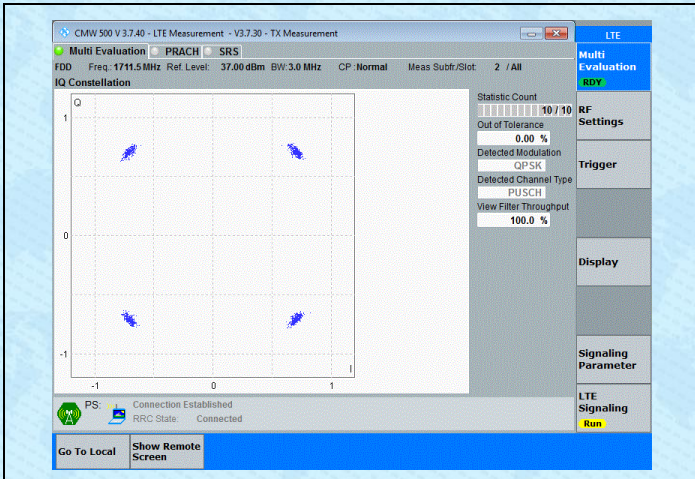 CMW 500 V 3.7.40 - LTE Measurement - V3.7.30 - TX Measurement
LTE
Multi Evaluation PRACH SRS
FDD Freq.: 1711.5 MHz Ref. Level: 37.00 dBm BW: 3.0 MHz CP : Normal Meas Subfr./Slot: 2 / All
IQ Constellation
Q
1
0
-1
-1
0
1
I
Statistic Count
10 / 10
Out of Tolerance
0.00 %
Detected Modulation
QPSK
Detected Channel Type
PUSCH
View Filter Throughput
100.0 %
Multi
Evaluation
RDY
RF
Settings
Trigger
Display
Signaling
Parameter
LTE
Signaling
Run
PS: Connection Established
RRC State: Connected
Go To Local
Show Remote
Screen